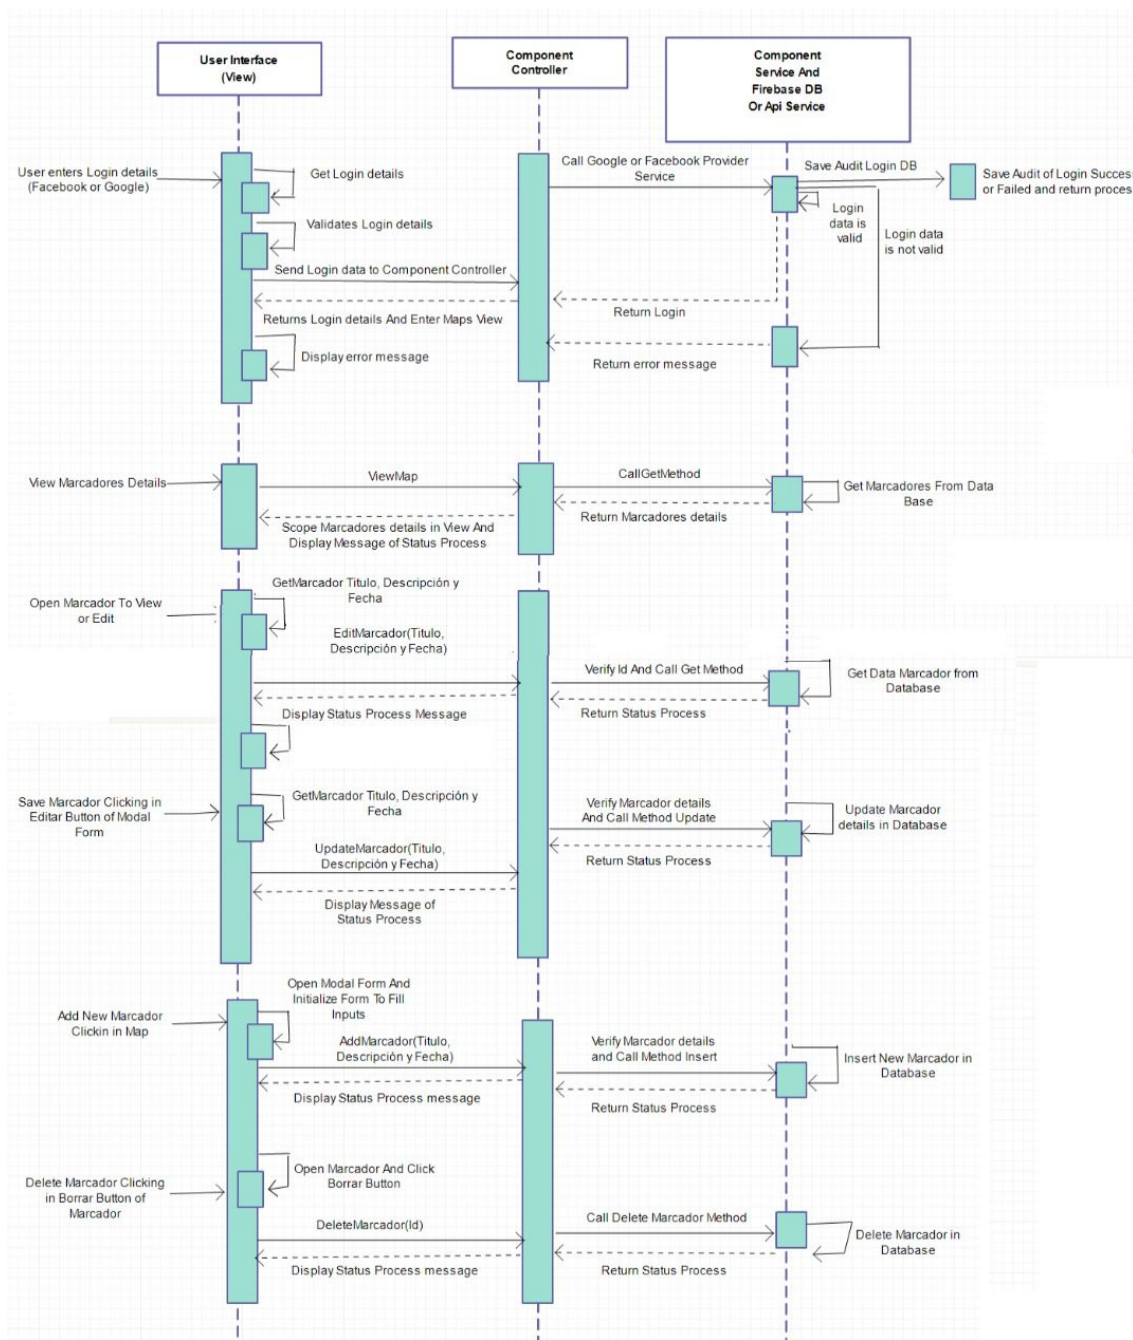 User Interface
(View)
Component
Controller
Component
Service And
Firebase DB
Or Api Service
User enters Login details
(Facebook or Google)
Get Login details
Call Google or Facebook Provider
Service
Save Audit Login DB
Save Audit of Login Success
or Failed and return process
Login
data is
valid
Login data
is not valid
Validates Login details
Send Login data to Component Controller
Returns Login details And Enter Maps View
Return Login
Display error message
Return error message
View Marcadores Details
ViewMap
CallGetMethod
Get Marcadores From Data
Base
Scope Marcadores details in View And
Display Message of Status Process
Return Marcadores details
Open Marcador To View
or Edit
GetMarcador Titulo, Descripción y
Fecha
EditMarcador(Titulo,
Descripción y Fecha)
Verify Id And Call Get Method
Get Data Marcador from
Database
Display Status Process Message
Return Status Process
Save Marcador Clicking in
Editar Button of Modal
Form
GetMarcador Titulo, Descripción y
Fecha
Verify Marcador details
And Call Method Update
Update Marcador
details in Database
UpdateMarcador(Titulo,
Descripción y Fecha)
Return Status Process
Display Message of
Status Process
Add New Marcador
Clickin in Map
Open Modal Form And
Initialize Form To Fill
Inputs
AddMarcador(Titulo,
Descripción y Fecha)
Verify Marcador details
and Call Method Insert
Insert New Marcador in
Database
Display Status Process message
Return Status Process
Delete Marcador Clicking
in Borrar Button of
Marcador
Open Marcador And Click
Borrar Button
DeleteMarcador(Id)
Call Delete Marcador Method
Delete Marcador in
Database
Display Status Process message
Return Status Process